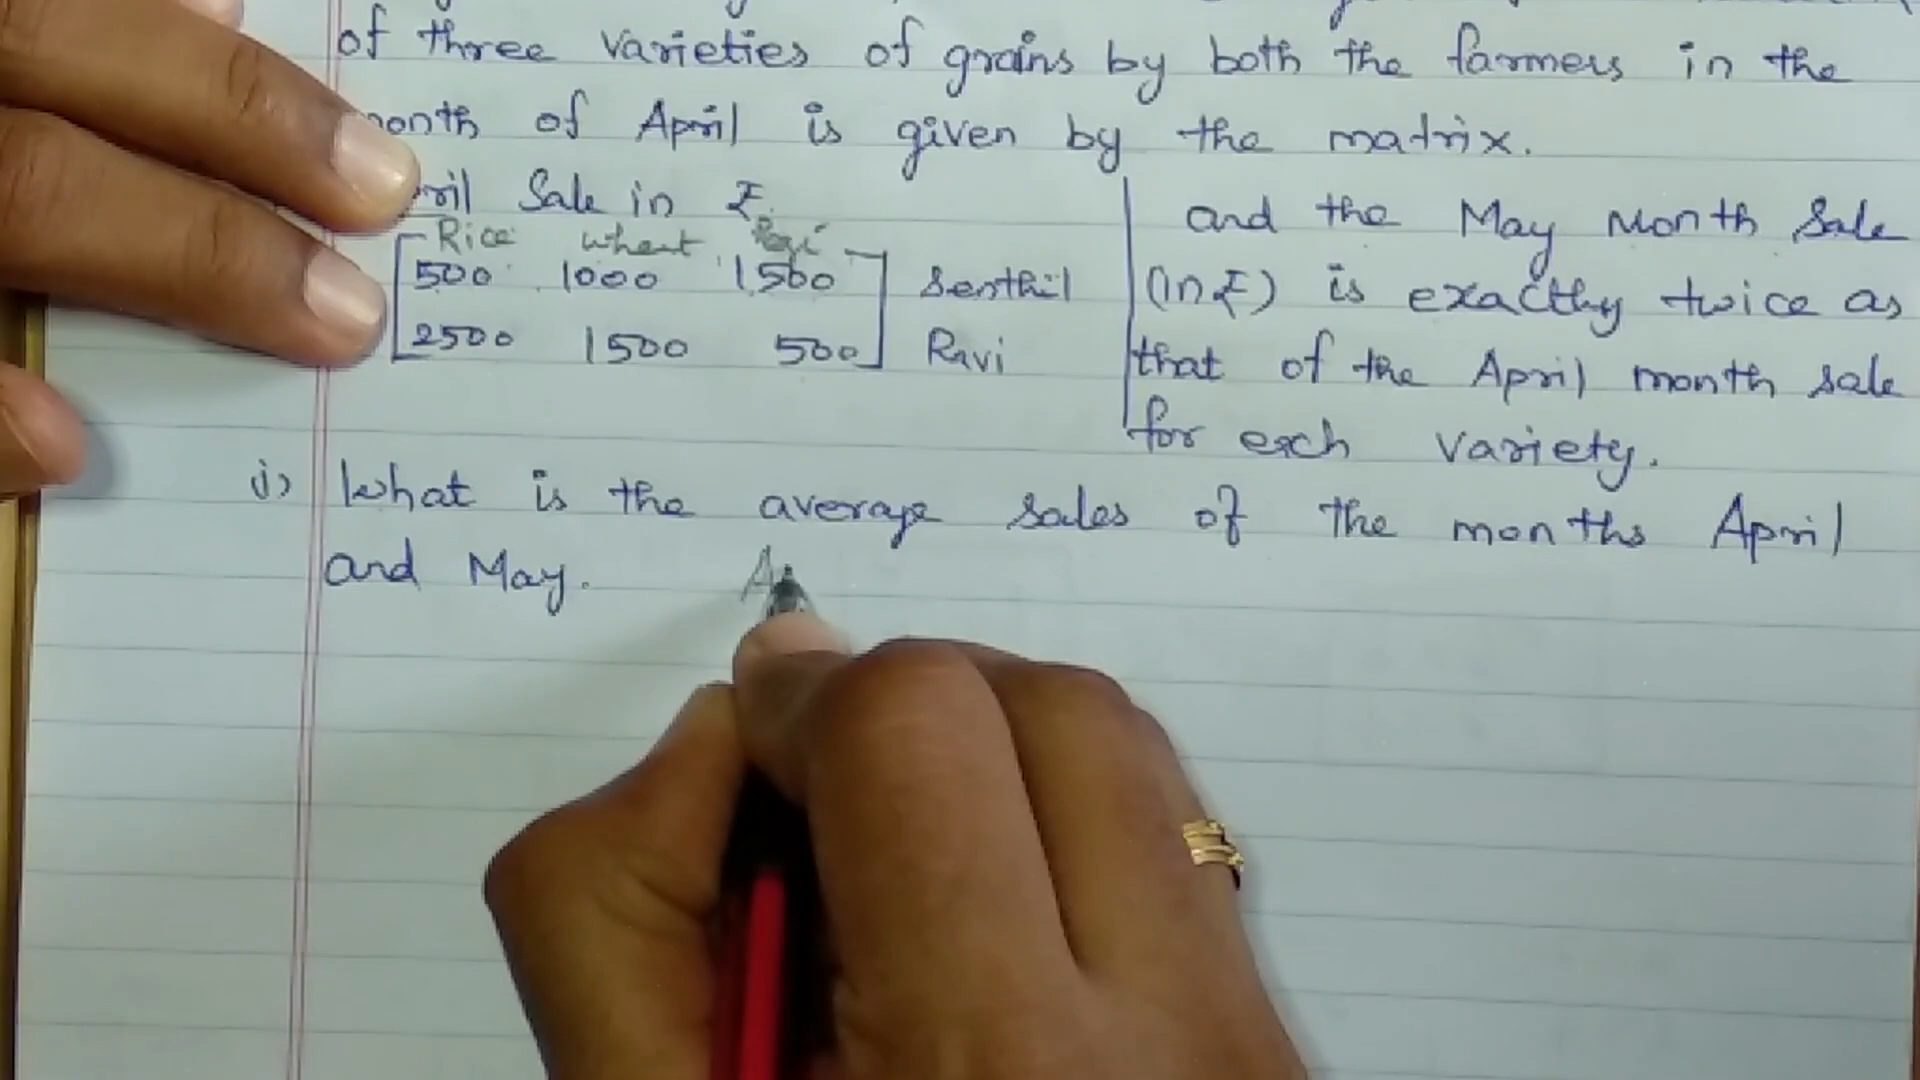 of three varieties of grains by both the farmers in the
month of April is given by the matrix.
April Sale in ₹
Rice wheat Ragi
500 1000 1500 Senthil
2500 1500 500 Ravi
and the May Month Sale
(in ₹) is exactly twice as
that of the April month sale
for each variety.
i) What is the average sales of the months April
and May.
A